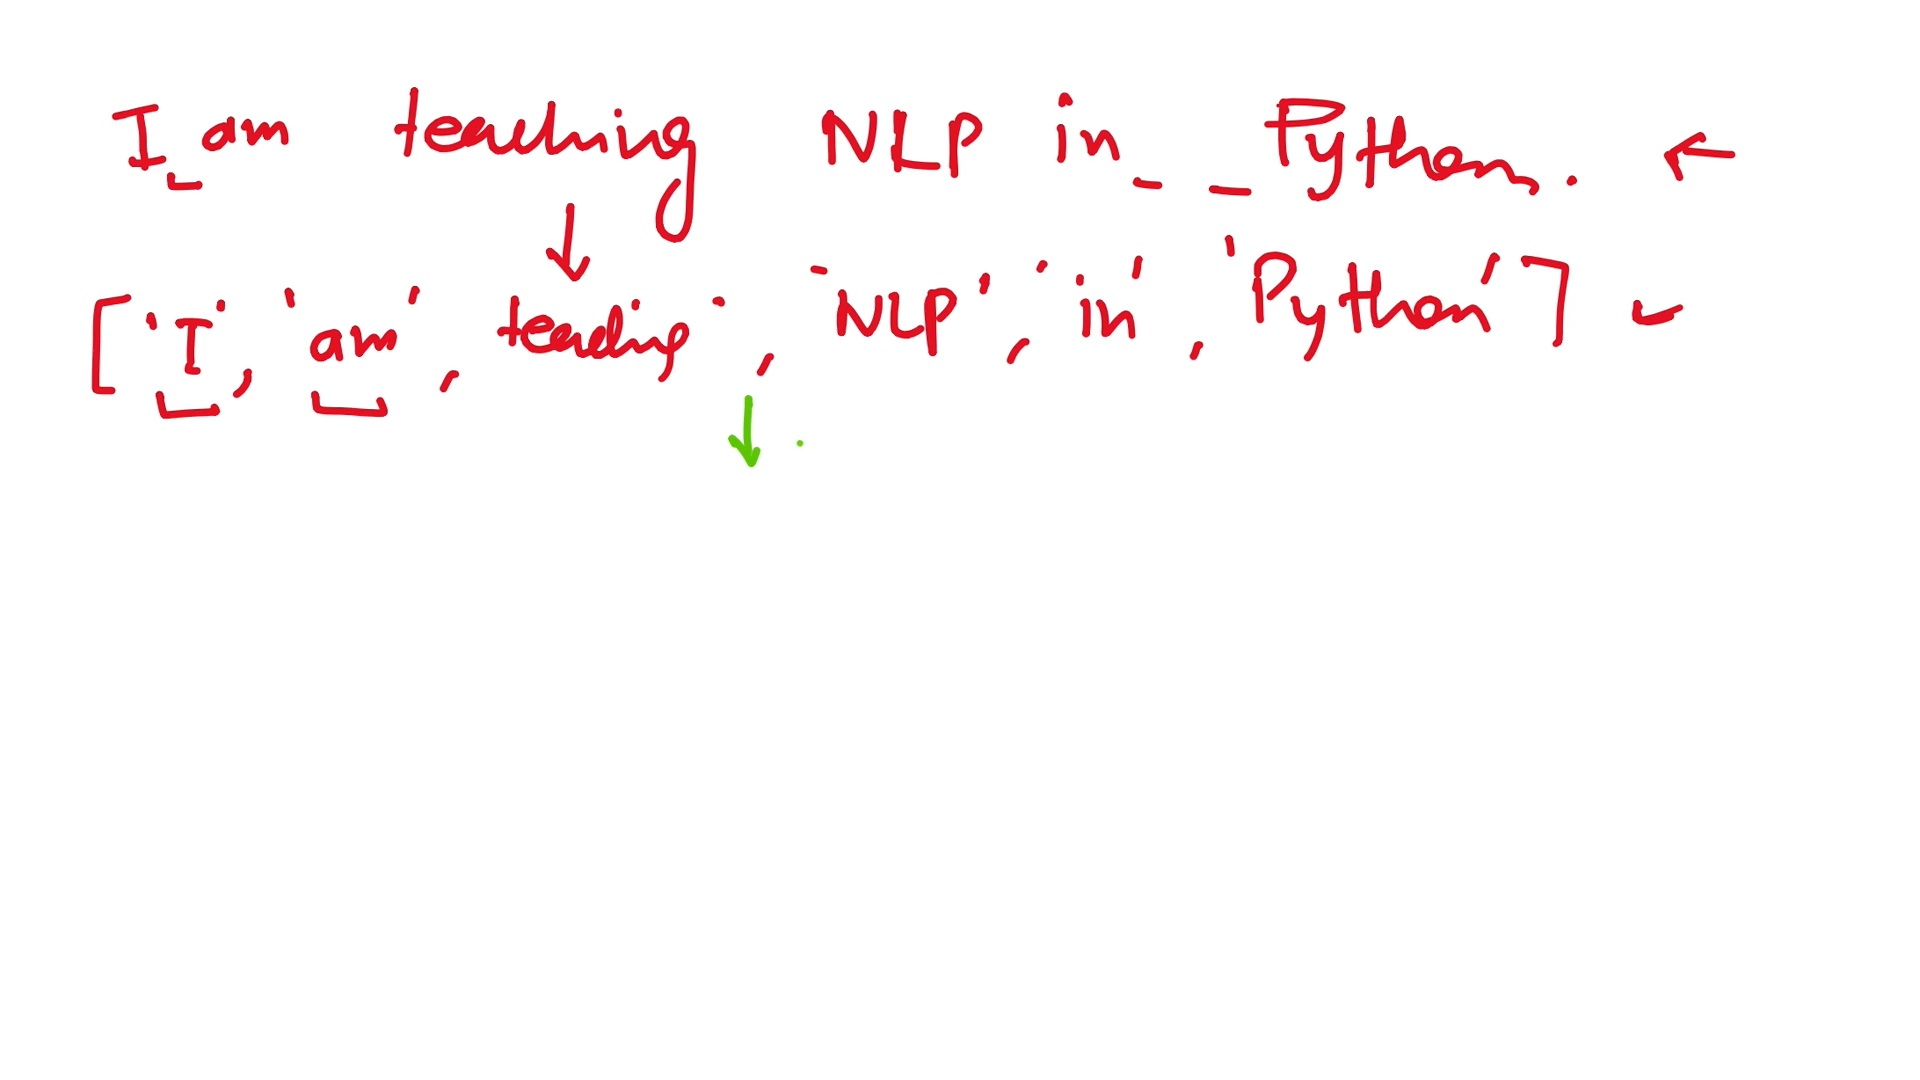 I am teaching NLP in _ _ Python.
['I', 'am', teaching', 'NLP', 'in', 'Python']